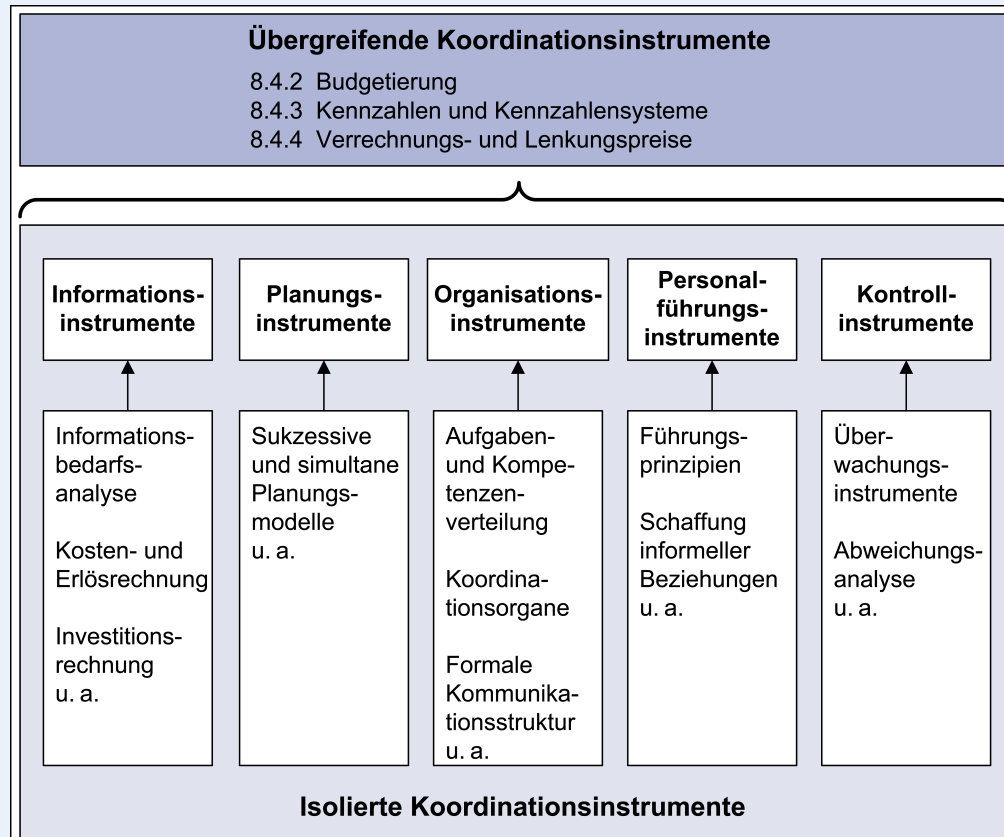 Übergreifende Koordinationsinstrumente
8.4.2 Budgetierung
8.4.3 Kennzahlen und Kennzahlensysteme
8.4.4 Verrechnungs- und Lenkungspreise
Informations-
instrumente
Planungs-
instrumente
Organisations-
instrumente
Personal-
führungs-
instrumente
Kontroll-
instrumente
Informations-
bedarfs-
analyse
Kosten- und
Erlösrechnung
Investitions-
rechnung
u. a.
Sukzessive
und simultane
Planungs-
modelle
u. a.
Aufgaben-
und Kompe-
tenzen-
verteilung
Koordina-
tionsorgane
Formale
Kommunika-
tionsstruktur
u. a.
Führungs-
prinzipien
Schaffung
informeller
Beziehungen
u. a.
Über-
wachungs-
instrumente
Abweichungs-
analyse
u. a.
Isolierte Koordinationsinstrumente